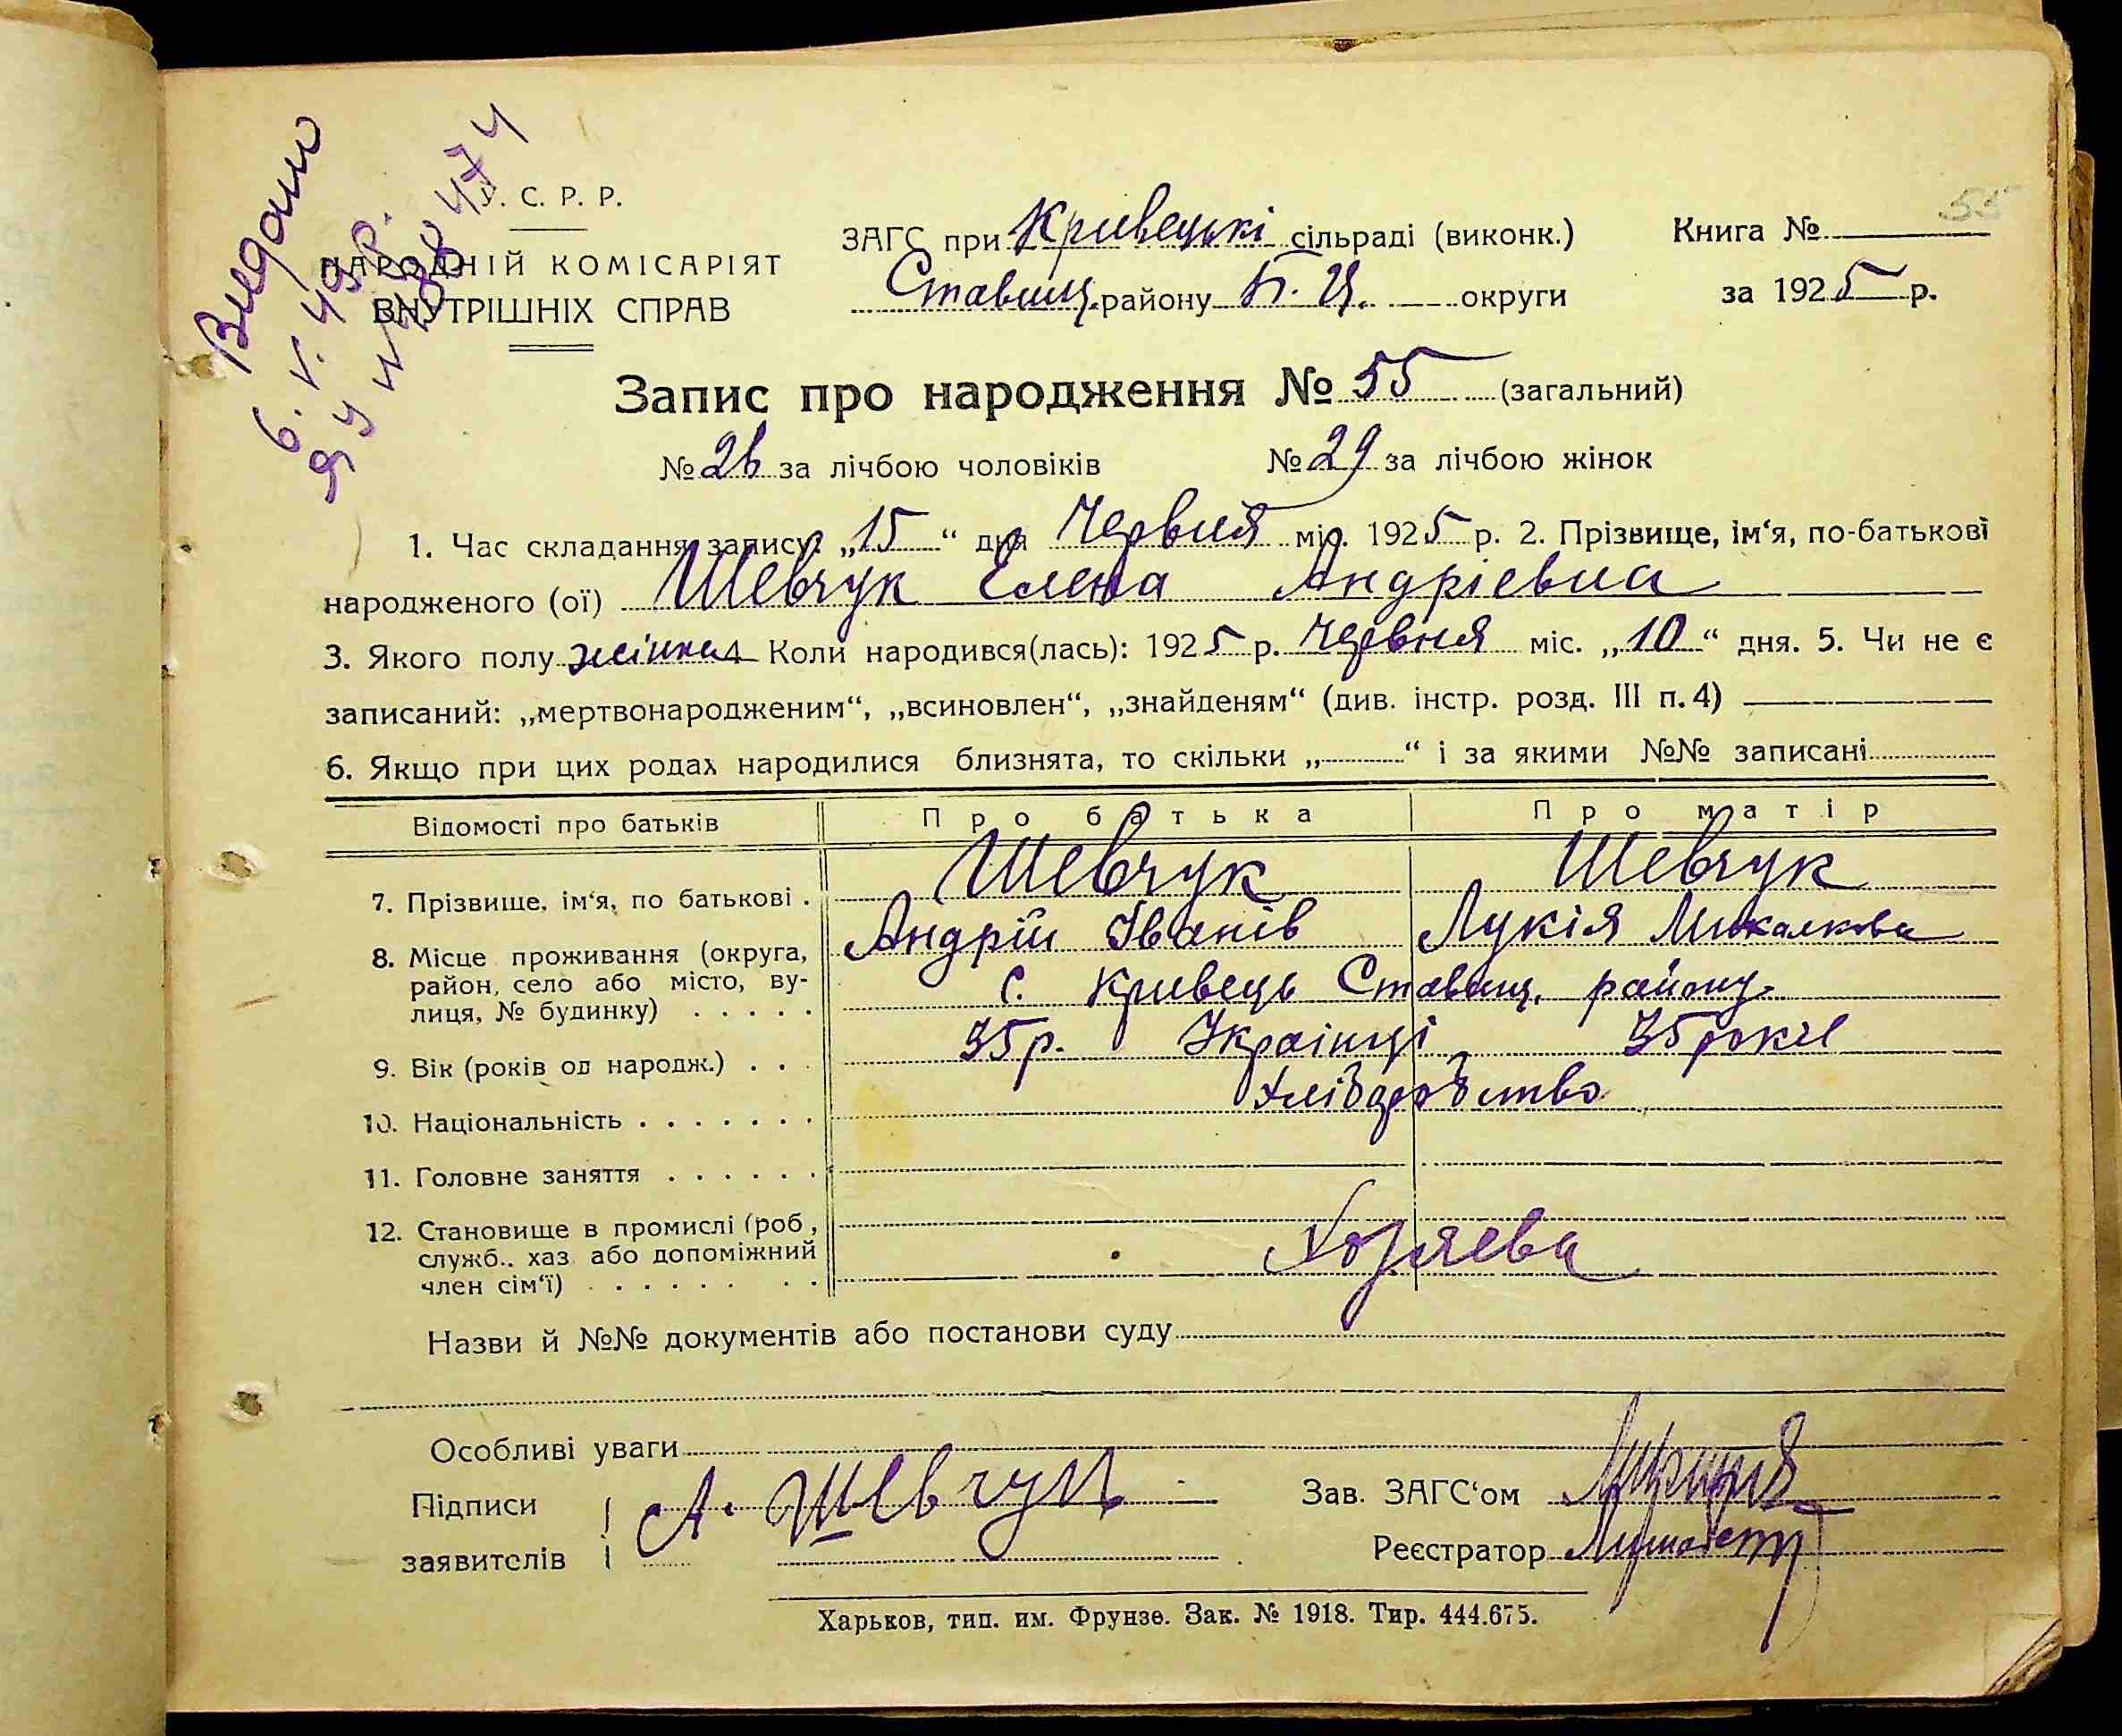 Видано
6. V. 49 р.
55
У. С. Р. Р.
НАРОДНІЙ КОМІСАРІЯТ
ВНУТРІШНІХ СПРАВ
ЗАГС при Кривецькі сільраді (виконк.)
Ставищ. району Б. Ц. округи
Книга №
за 1925 р.
Запис про народження № 55 (загальний)
№ 26 за лічбою чоловіків № 29 за лічбою жінок
1. Час складання запису: „15“ дня Червня міс. 1925 р. 2. Прізвище, ім‘я, по-батькові
народженого (ої) Шевчук Елена Андрієвна
3. Якого полу жінка 4 Коли народився(лась): 1925 р. Червня міс. „10“ дня. 5. Чи не є
записаний: „мертвонародженим“, „всиновлен“, „знайденям“ (див. інстр. розд. III п. 4)
6. Якщо при цих родах народилися близнята, то скільки „ “ і за якими №№ записані
Відомості про батьків Про батька Про матір
7. Прізвище, ім‘я, по батькові . Шевчук Шевчук
Андрій Іванів Лукія
8. Місце проживання (округа,
район, село або місто, ву-
лиця, № будинку) . . . . .
с. Кривець Ставищ. району
9. Вік (років од народж.) . . . 35 р. Українці 35 роки
10. Національність . . . . . . . Хліборобство
11. Головне заняття . . . . . .
12. Становище в промислі (роб,
служб.. хаз або допоміжний
член сім‘ї) . . . . . . . .
Хозяева
Назви й №№ документів або постанови суду
Особливі уваги
Підписи
заявителів
А. Шевчук
Зав. ЗАГС‘ом
Реєстратор
Харьков, тип. им. Фрунзе. Зак. № 1918. Тир. 444.675.